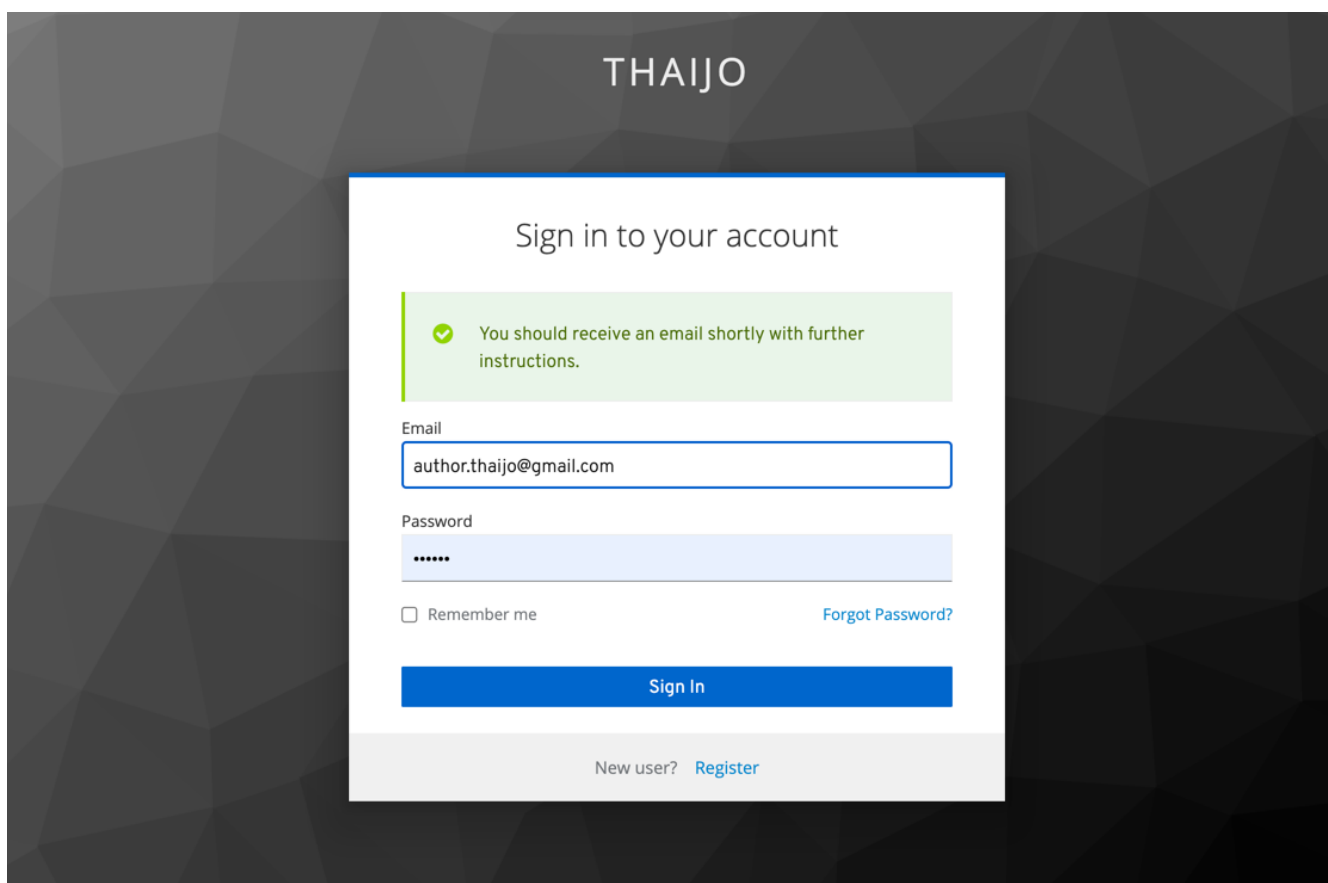 THAIJO
Sign in to your account
You should receive an email shortly with further
instructions.
Email
author.thaijo@gmail.com
Password
••••••
Remember me
Forgot Password?
Sign In
New user? Register